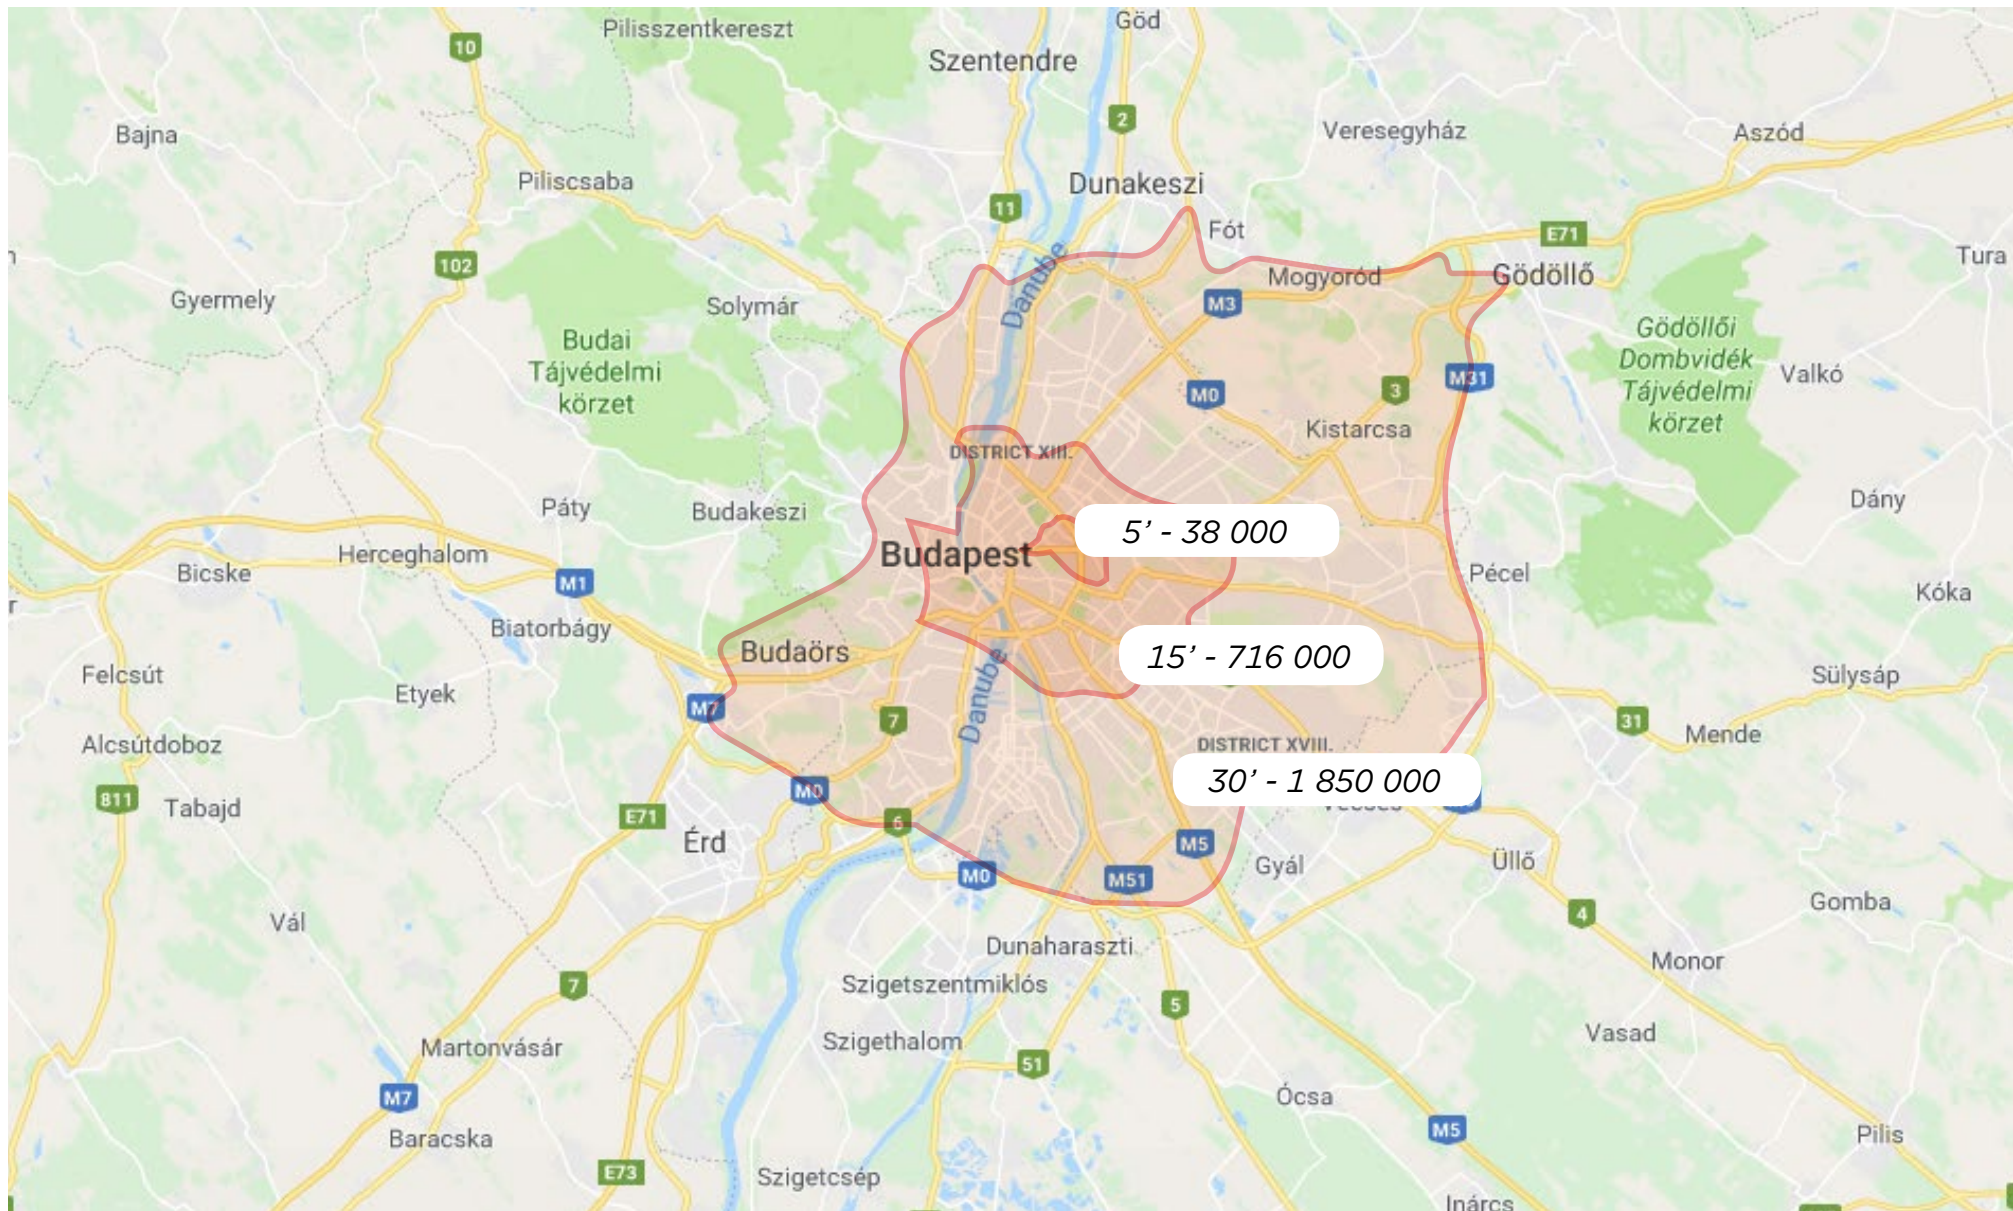 Pilisszentkereszt
Göd
10
Szentendre
2
Bajna
Veresegyház
Aszód
Piliscsaba
Dunakeszi
11
Fót
E71
102
Danube
Mogyoród
Gödöllő
Tura
Gyermely
Solymár
M3
Budai
Tájvédelmi
körzet
Gödöllői
Dombvidék
Tájvédelmi
körzet
Valkó
M31
M0
3
Kistarcsa
DISTRICT XIII.
Páty
Budakeszi
Dány
5’ - 38 000
Herceghalom
Budapest
Bicske
M1
Pécel
Kóka
Biatorbágy
Budaörs
15’ - 716 000
Felcsút
Etyek
Sülysáp
M7
7
Danube
31
Mende
Alcsútdoboz
DISTRICT XVIII.
30’ - 1 850 000
811
Tabajd
M0
E71
6
Érd
M5
M0
M51
Gyál
Üllő
Vál
4
Gomba
Dunaharaszti
Monor
7
Szigetszentmiklós
5
Martonvásár
Szigethalom
51
Vasad
M7
Ócsa
Baracska
M5
Pilis
E73
Szigetcsép
Inárcs